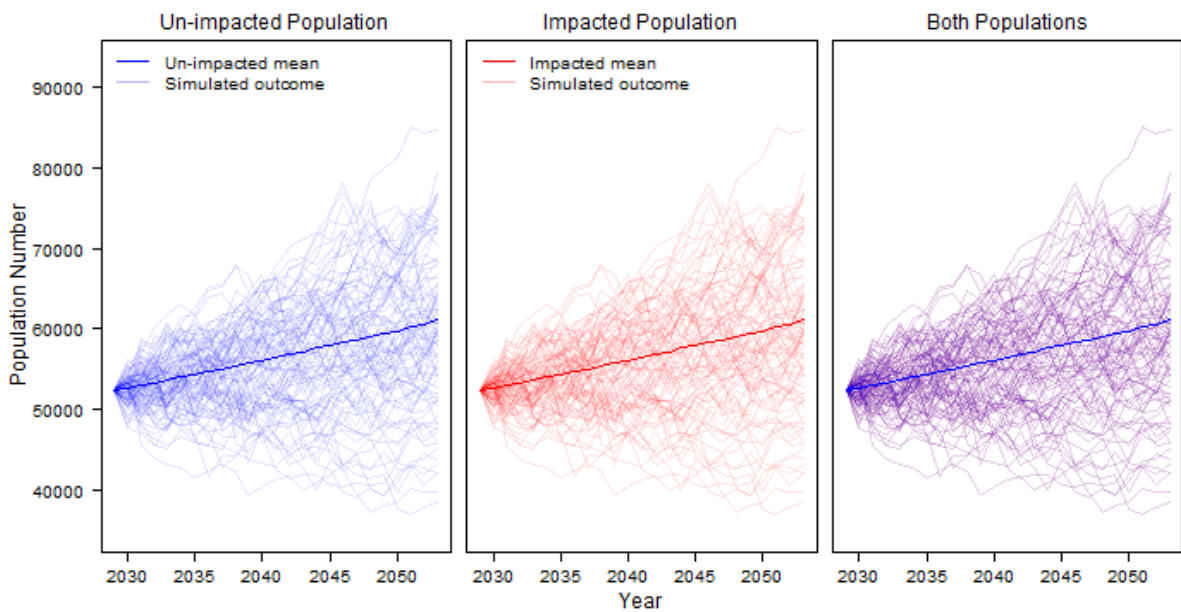 Un-impacted Population
Impacted Population
Both Populations
Un-impacted mean
Simulated outcome
Impacted mean
Simulated outcome
Population Number
90000
80000
70000
60000
50000
40000
2030 2035 2040 2045 2050
2030 2035 2040 2045 2050
2030 2035 2040 2045 2050
Year